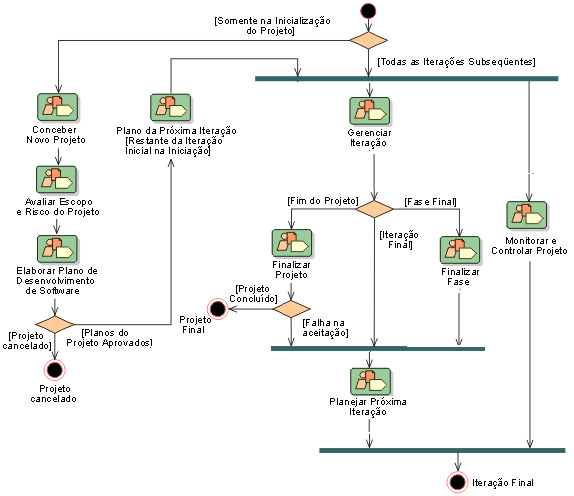 [Somente na Inicialização
do Projeto]
[Todas as Iterações Subseqüentes]
Conceber
Novo Projeto
Plano da Próxima Iteração
[Restante da Iteração
Inicial na Iniciação]
Gerenciar
Iteração
Avaliar Escopo
e Risco do Projeto
[Fim do Projeto]
[Fase Final]
[Iteração
Final]
Monitorar e
Controlar Projeto
Elaborar Plano de
Desenvolvimento
de Software
Finalizar
Projeto
Finalizar
Fase
[Projeto
Concluído]
[Projeto
cancelado]
[Planos do
Projeto Aprovados]
Projeto
Final
[Falha na
aceitação]
Projeto
cancelado
Planejar Próxima
Iteração
Iteração Final